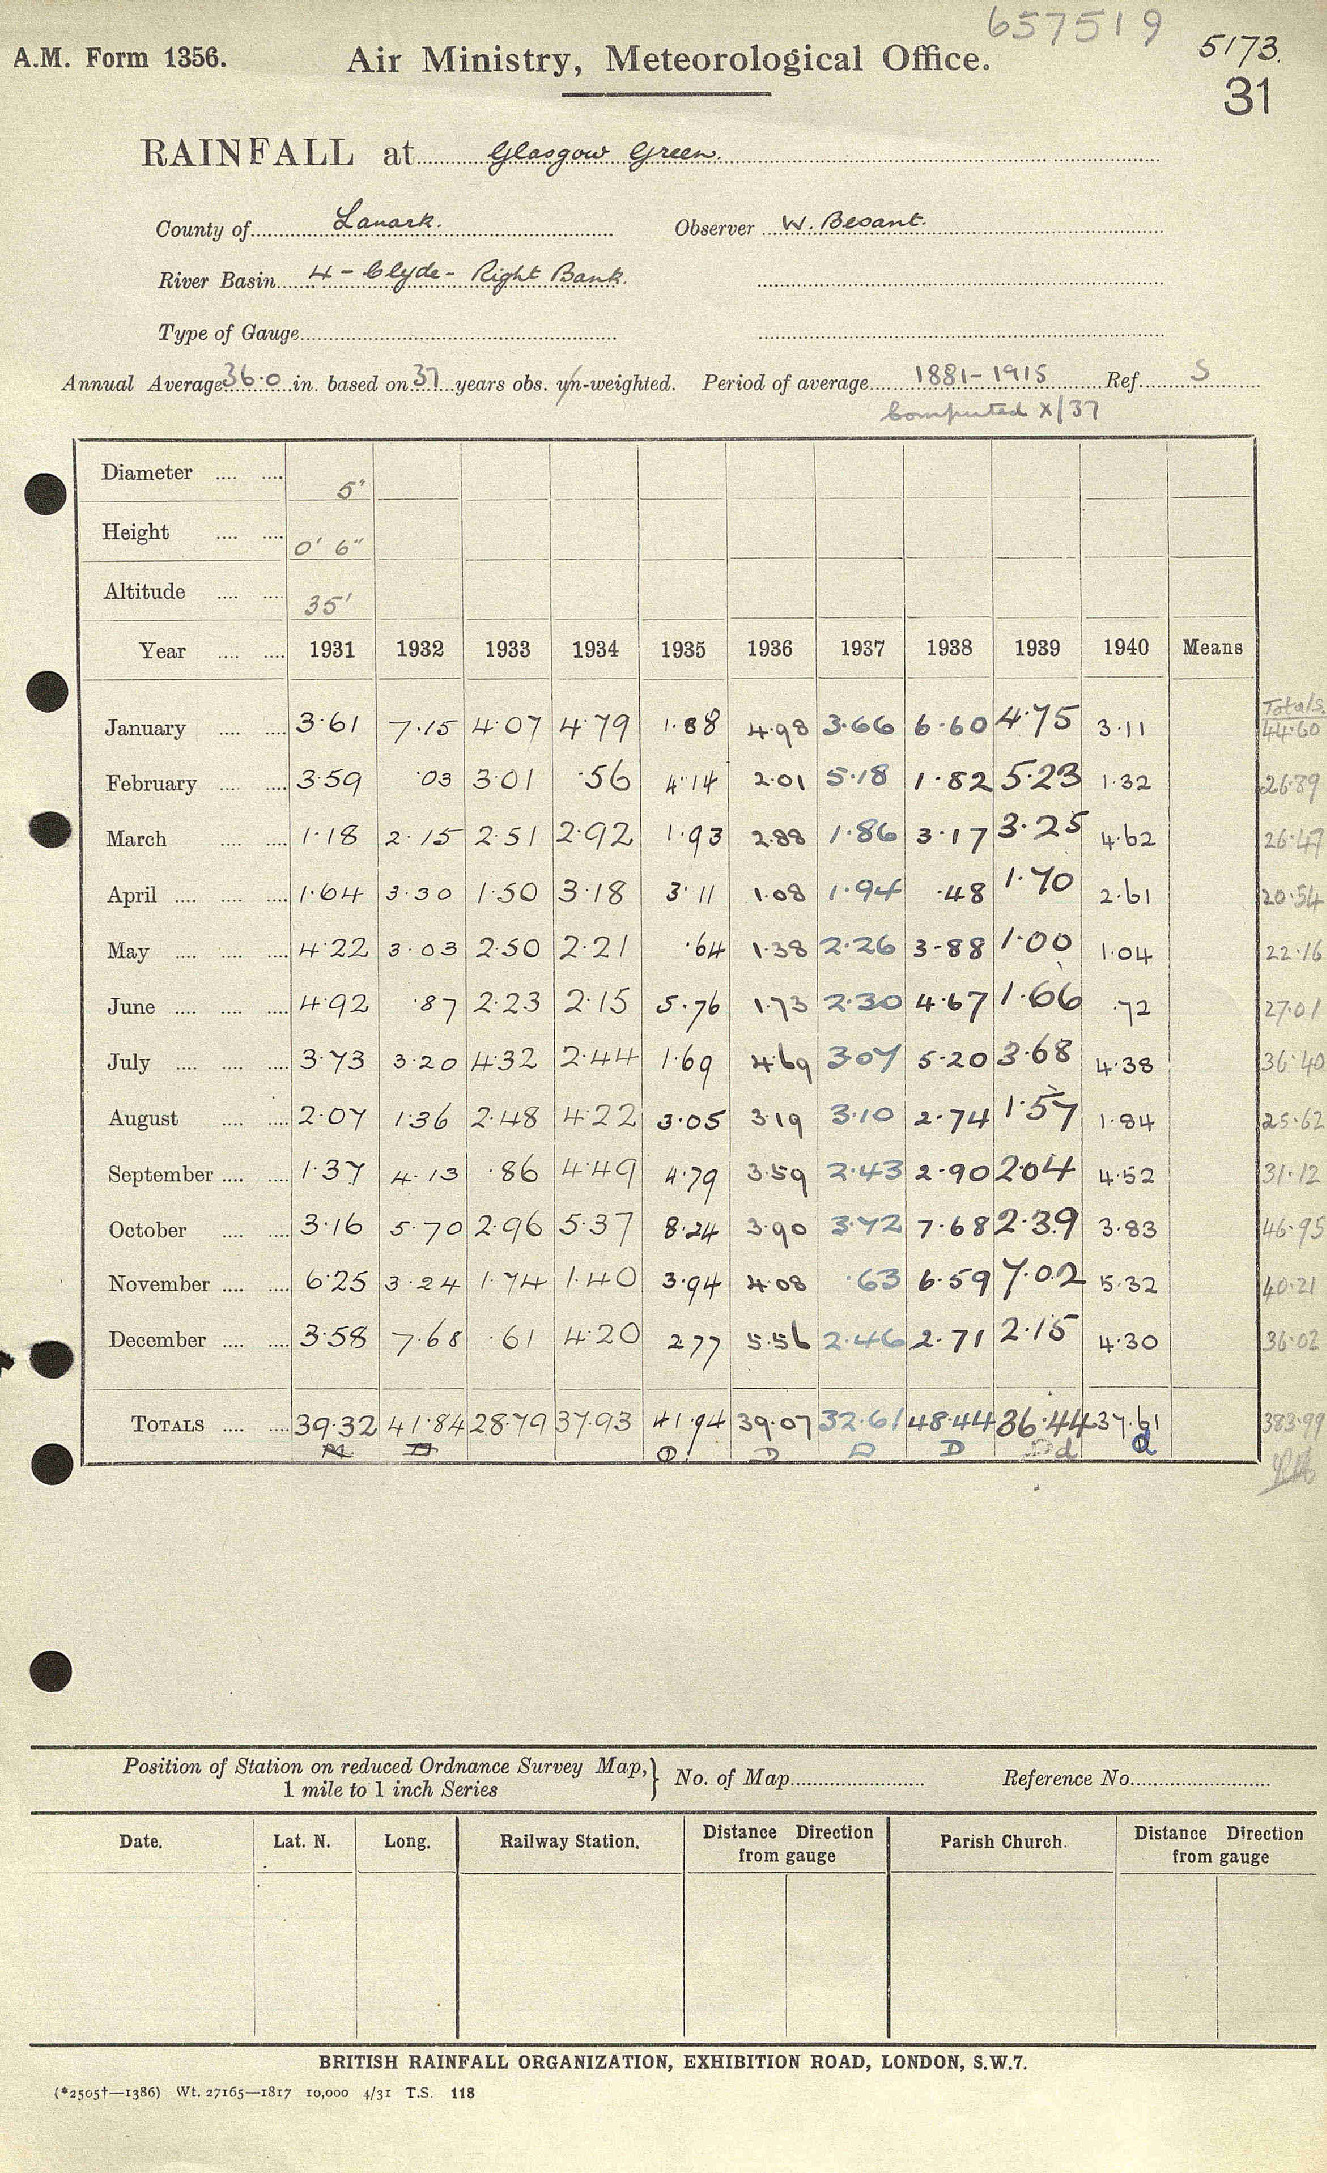 657519
5173.
A.M. Form 1356. Air Ministry, Meteorological Office.
31
RAINFALL at Glasgow Green.
County of Lanark. Observer W. Besant.
River Basin 4 - Clyde - Right Bank.
Type of Gauge
Annual Average 36.0 in. based on 37 years obs. un-weighted. Period of average 1881-1915 Ref. S
Computed X/37
Diameter 5"
Height 0' 6"
Altitude 35'
Year 1931 1932 1933 1934 1935 1936 1937 1938 1939 1940 Means
Totals.
January 3.61 7.15 4.07 4.79 1.88 4.98 3.66 6.60 4.75 3.11 44.60
February 3.59 .03 3.01 .56 4.14 2.01 5.18 1.82 5.23 1.32 26.89
March 1.18 2.15 2.51 2.92 1.93 2.88 1.86 3.17 3.25 4.62 26.47
April 1.64 3.30 1.50 3.18 3.11 1.08 1.94 .48 1.70 2.61 20.54
May 4.22 3.03 2.50 2.21 .64 1.38 2.26 3.88 1.00 1.04 22.16
June 4.92 .87 2.23 2.15 5.76 1.73 2.30 4.67 1.66 .72 27.01
July 3.73 3.20 4.32 2.44 1.69 4.69 3.07 5.20 3.68 4.38 36.40
August 2.07 1.36 2.48 4.22 3.05 3.19 3.10 2.74 1.57 1.84 25.62
September 1.37 4.13 .86 4.49 4.79 3.59 2.43 2.90 2.04 4.52 31.12
October 3.16 5.70 2.96 5.37 8.24 3.90 3.72 7.68 2.39 3.83 46.95
November 6.25 3.24 1.74 1.40 3.94 4.08 .63 6.59 7.02 5.32 40.21
December 3.58 7.68 .61 4.20 2.77 5.56 2.46 2.71 2.15 4.30 36.02
TOTALS 39.32 41.84 28.79 37.93 41.94 39.07 32.61 48.44 36.44 37.61 383.99
D D D D d d
Position of Station on reduced Ordnance Survey Map, } No. of Map Reference No.
1 mile to 1 inch Series
Date. Lat. N. Long. Railway Station. Distance Direction from gauge Parish Church. Distance Direction from gauge
BRITISH RAINFALL ORGANIZATION, EXHIBITION ROAD, LONDON, S.W.7.
(*2505†—1386) Wt. 27165—1817 10,000 4/31 T.S. 118